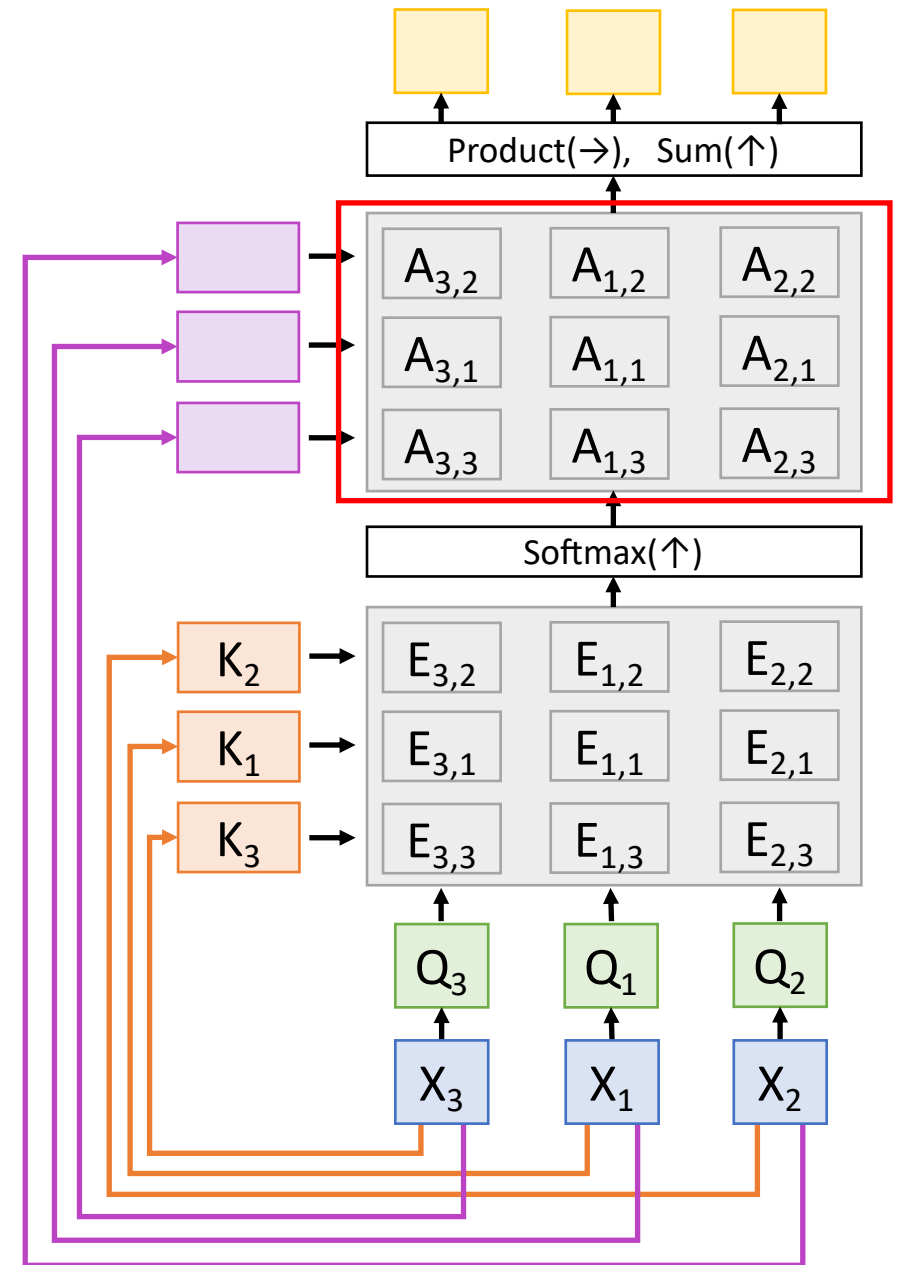 Product(→), Sum(↑)
A3,2 A1,2 A2,2
A3,1 A1,1 A2,1
A3,3 A1,3 A2,3
Softmax(↑)
K2 E3,2 E1,2 E2,2
K1 E3,1 E1,1 E2,1
K3 E3,3 E1,3 E2,3
Q3 Q1 Q2
X3 X1 X2